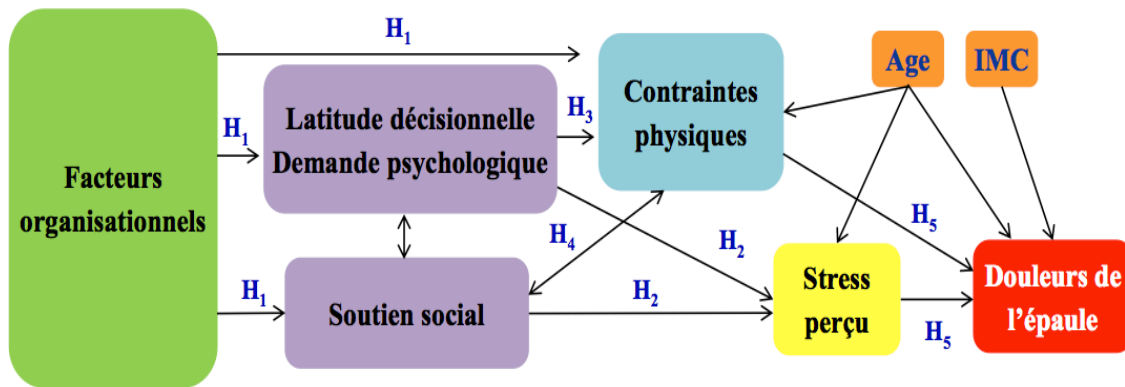 Facteurs
organisationnels
H1
H1
H1
Latitude décisionnelle
Demande psychologique
Soutien social
H3
H4
H2
H2
Contraintes
physiques
Age
IMC
H5
Stress
perçu
H5
Douleurs de
l’épaule